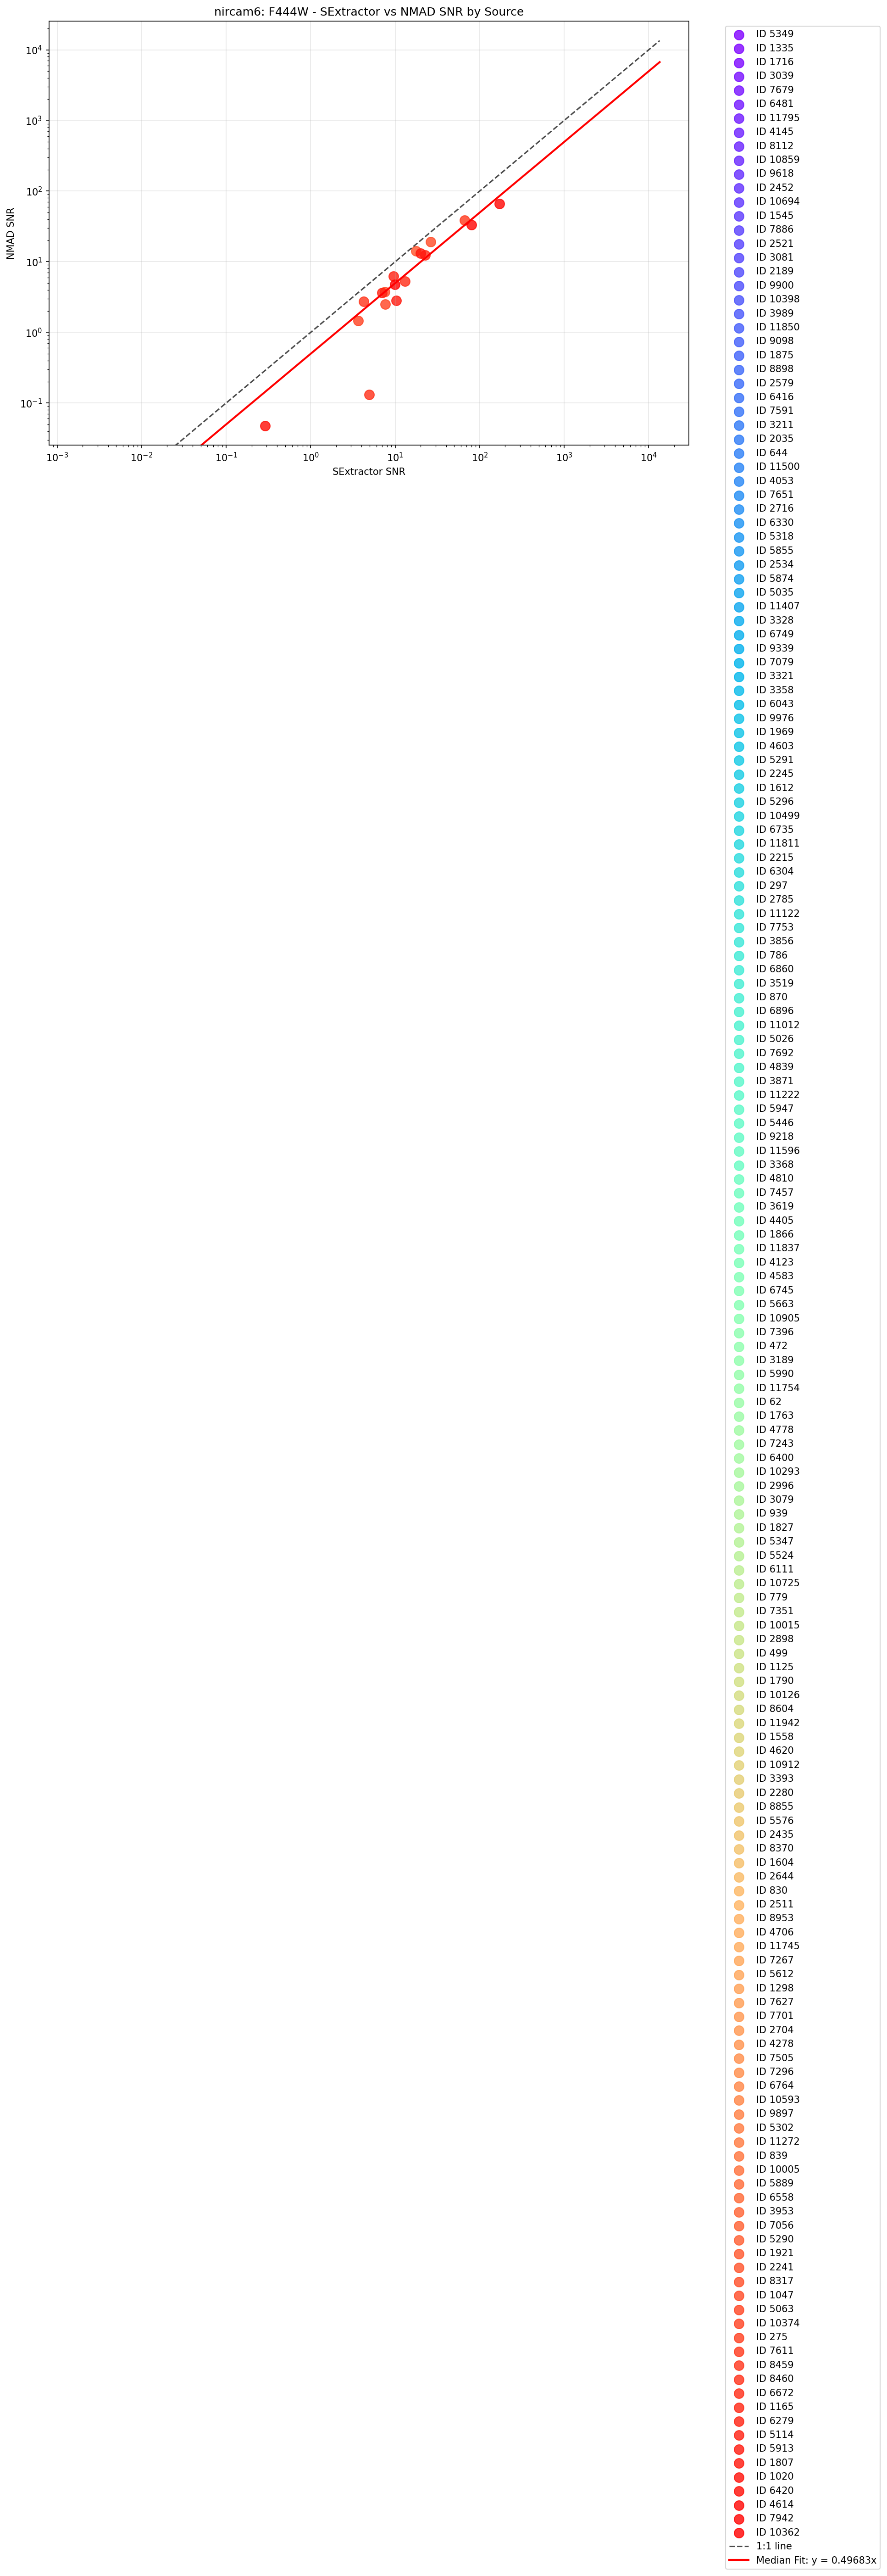 nircam6: F444W - SExtractor vs NMAD SNR by Source
NMAD SNR
10⁴
10³
10²
10¹
10⁰
10⁻¹
10⁻³
10⁻²
10⁻¹
10⁰
10¹
10²
10³
10⁴
SExtractor SNR
ID 5349
ID 1335
ID 1716
ID 3039
ID 7679
ID 6481
ID 11795
ID 4145
ID 8112
ID 10859
ID 9618
ID 2452
ID 10694
ID 1545
ID 7886
ID 2521
ID 3081
ID 2189
ID 9900
ID 10398
ID 3989
ID 11850
ID 9098
ID 1875
ID 8898
ID 2579
ID 6416
ID 7591
ID 3211
ID 2035
ID 644
ID 11500
ID 4053
ID 7651
ID 2716
ID 6330
ID 5318
ID 5855
ID 2534
ID 5874
ID 5035
ID 11407
ID 3328
ID 6749
ID 9339
ID 7079
ID 3321
ID 3358
ID 6043
ID 9976
ID 1969
ID 4603
ID 5291
ID 2245
ID 1612
ID 5296
ID 10499
ID 6735
ID 11811
ID 2215
ID 6304
ID 297
ID 2785
ID 11122
ID 7753
ID 3856
ID 786
ID 6860
ID 3519
ID 870
ID 6896
ID 11012
ID 5026
ID 7692
ID 4839
ID 3871
ID 11222
ID 5947
ID 5446
ID 9218
ID 11596
ID 3368
ID 4810
ID 7457
ID 3619
ID 4405
ID 1866
ID 11837
ID 4123
ID 4583
ID 6745
ID 5663
ID 10905
ID 7396
ID 472
ID 3189
ID 5990
ID 11754
ID 62
ID 1763
ID 4778
ID 7243
ID 6400
ID 10293
ID 2996
ID 3079
ID 939
ID 1827
ID 5347
ID 5524
ID 6111
ID 10725
ID 779
ID 7351
ID 10015
ID 2898
ID 499
ID 1125
ID 1790
ID 10126
ID 8604
ID 11942
ID 1558
ID 4620
ID 10912
ID 3393
ID 2280
ID 8855
ID 5576
ID 2435
ID 8370
ID 1604
ID 2644
ID 830
ID 2511
ID 8953
ID 4706
ID 11745
ID 7267
ID 5612
ID 1298
ID 7627
ID 7701
ID 2704
ID 4278
ID 7505
ID 7296
ID 6764
ID 10593
ID 9897
ID 5302
ID 11272
ID 839
ID 10005
ID 5889
ID 6558
ID 3953
ID 7056
ID 5290
ID 1921
ID 2241
ID 8317
ID 1047
ID 5063
ID 10374
ID 275
ID 7611
ID 8459
ID 8460
ID 6672
ID 1165
ID 6279
ID 5114
ID 5913
ID 1807
ID 1020
ID 6420
ID 4614
ID 7942
ID 10362
1:1 line
Median Fit: y = 0.49683x